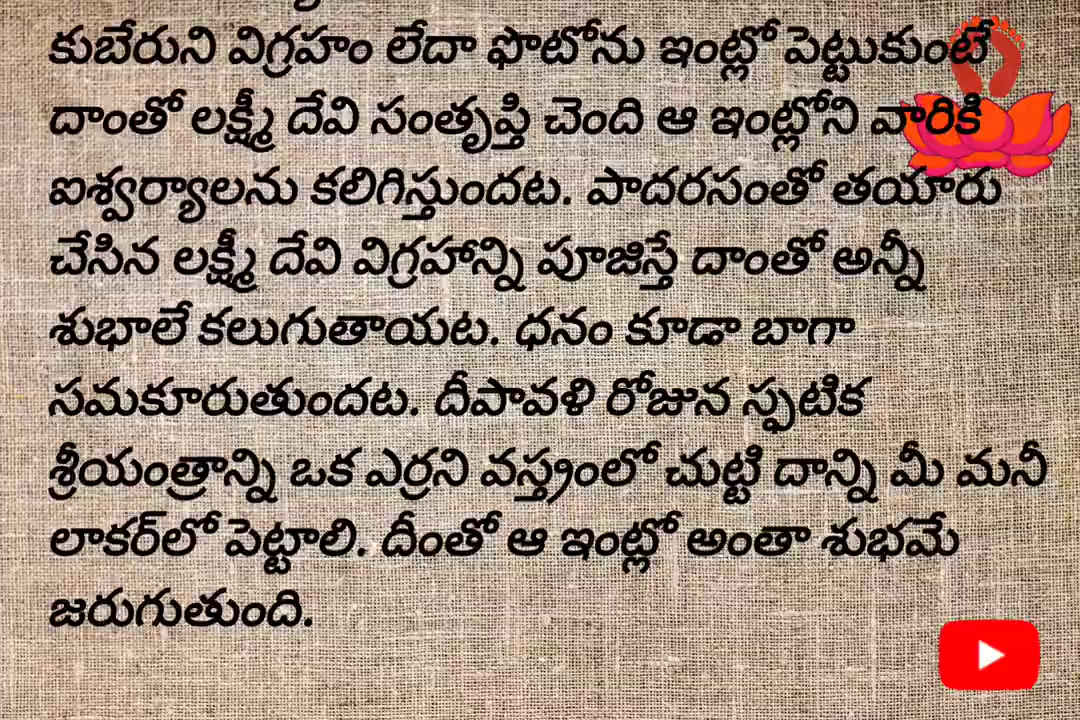 కుబేరుని విగ్రహం లేదా ఫొటోను ఇంట్లో పెట్టుకుంటే
దాంతో లక్ష్మీ దేవి సంతృప్తి చెంది ఆ ఇంట్లోని వారికి
ఐశ్వర్యాలను కలిగిస్తుందట. పాదరసంతో తయారు
చేసిన లక్ష్మీ దేవి విగ్రహాన్ని పూజిస్తే దాంతో అన్నీ
శుభాలే కలుగుతాయట. ధనం కూడా బాగా
సమకూరుతుందట. దీపావళి రోజున స్ఫటిక
శ్రీయంత్రాన్ని ఒక ఎర్రని వస్త్రంలో చుట్టి దాన్ని మీ మనీ
లాకర్‌లో పెట్టాలి. దీంతో ఆ ఇంట్లో అంతా శుభమే
జరుగుతుంది.